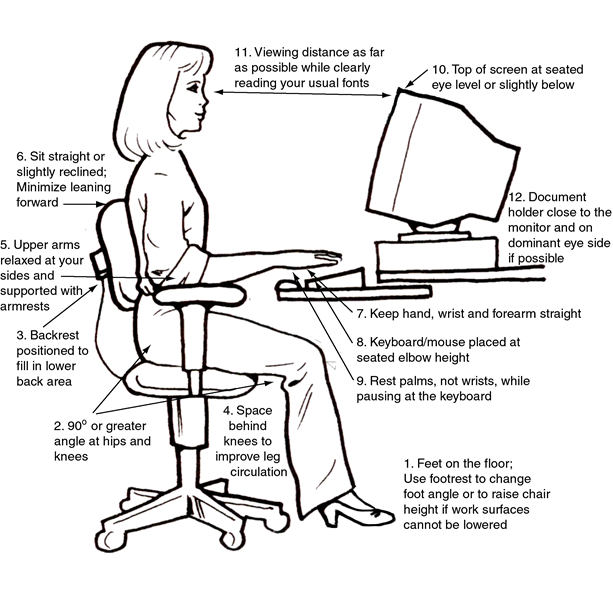 11. Viewing distance as far
as possible while clearly
reading your usual fonts
10. Top of screen at seated
eye level or slightly below
6. Sit straight or
slightly reclined;
Minimize leaning
forward
12. Document
holder close to the
monitor and on
dominant eye side
if possible
5. Upper arms
relaxed at your
sides and
supported with
armrests
7. Keep hand, wrist and forearm straight
3. Backrest
positioned to
fill in lower
back area
8. Keyboard/mouse placed at
seated elbow height
9. Rest palms, not wrists, while
pausing at the keyboard
2. 90° or greater
angle at hips and
knees
4. Space
behind
knees to
improve leg
circulation
1. Feet on the floor;
Use footrest to change
foot angle or to raise chair
height if work surfaces
cannot be lowered